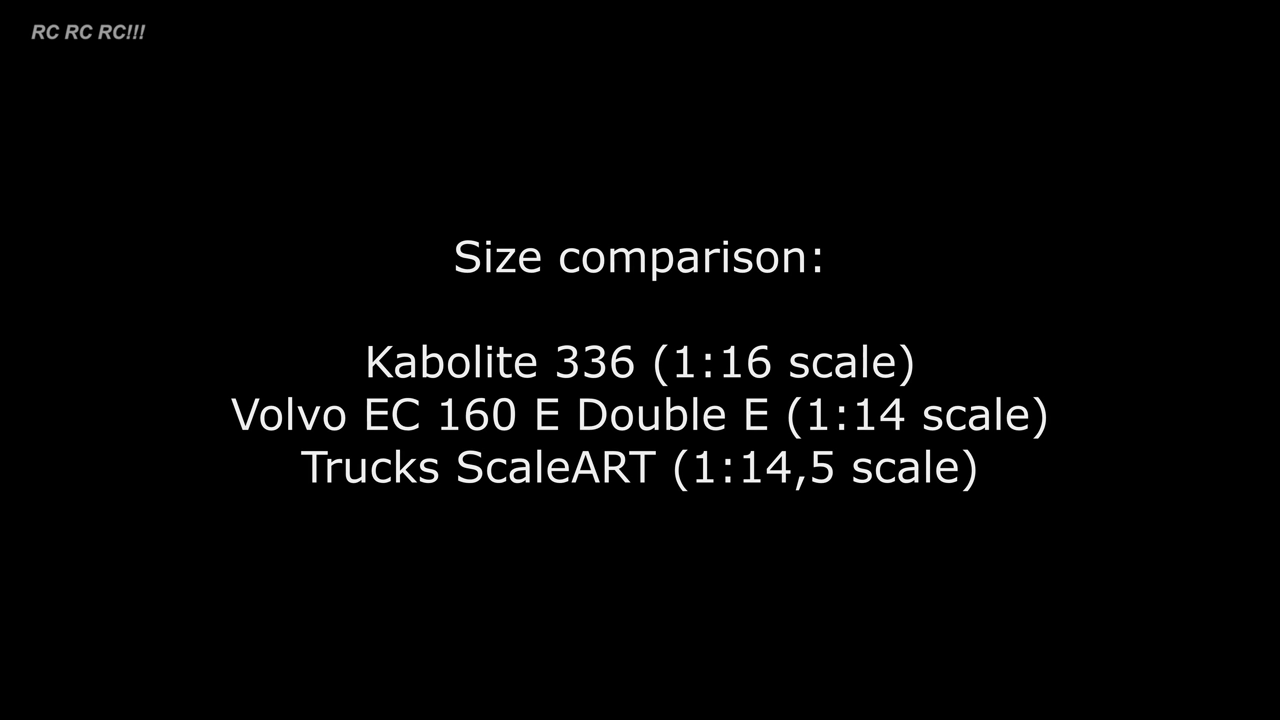 RC RC RC!!!
Size comparison:
Kabolite 336 (1:16 scale)
Volvo EC 160 E Double E (1:14 scale)
Trucks ScaleART (1:14,5 scale)